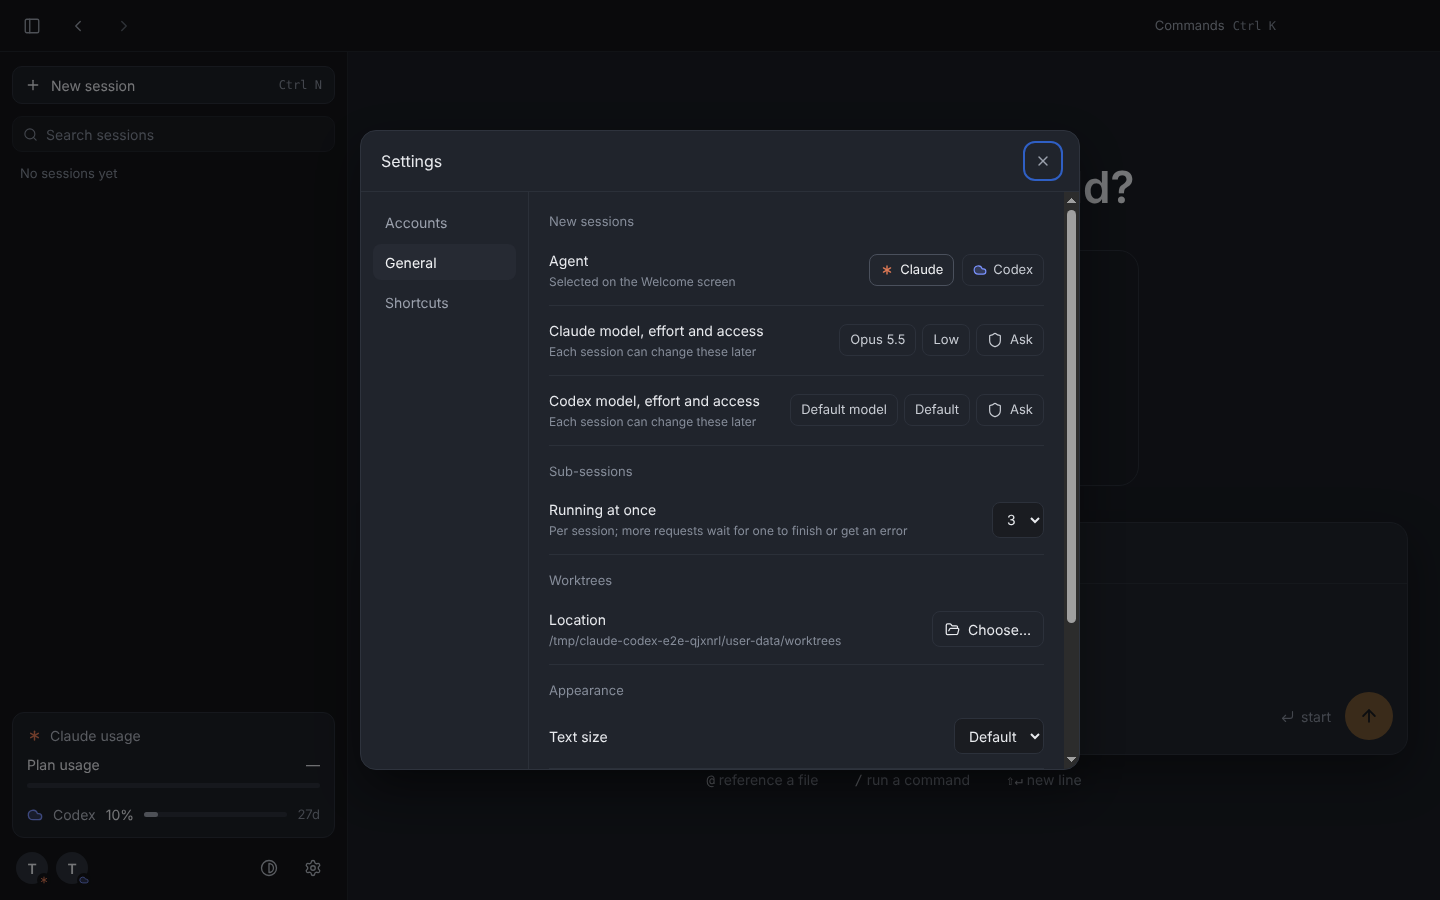 Commands Ctrl K
New session Ctrl N
Search sessions
No sessions yet
d?
Settings
Accounts
General
Shortcuts
New sessions
Agent
Selected on the Welcome screen
Claude
Codex
Claude model, effort and access
Each session can change these later
Opus 5.5
Low
Ask
Codex model, effort and access
Each session can change these later
Default model
Default
Ask
Sub-sessions
Running at once
Per session; more requests wait for one to finish or get an error
3
Worktrees
Location
/tmp/claude-codex-e2e-qjxnrl/user-data/worktrees
Choose...
Appearance
Text size
Default
start
@ reference a file
/ run a command
⇧↵ new line
Claude usage
Plan usage —
Codex 10% 27d
T
T